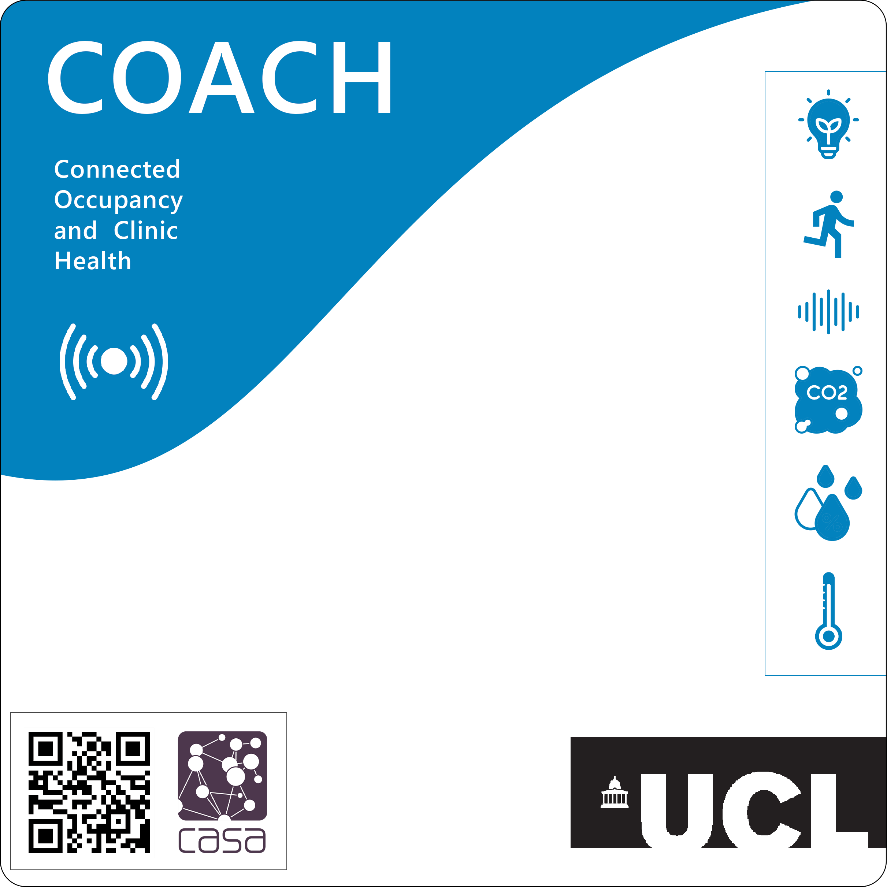 COACH
Connected
Occupancy
and Clinic
Health
CO2
casa
UCL